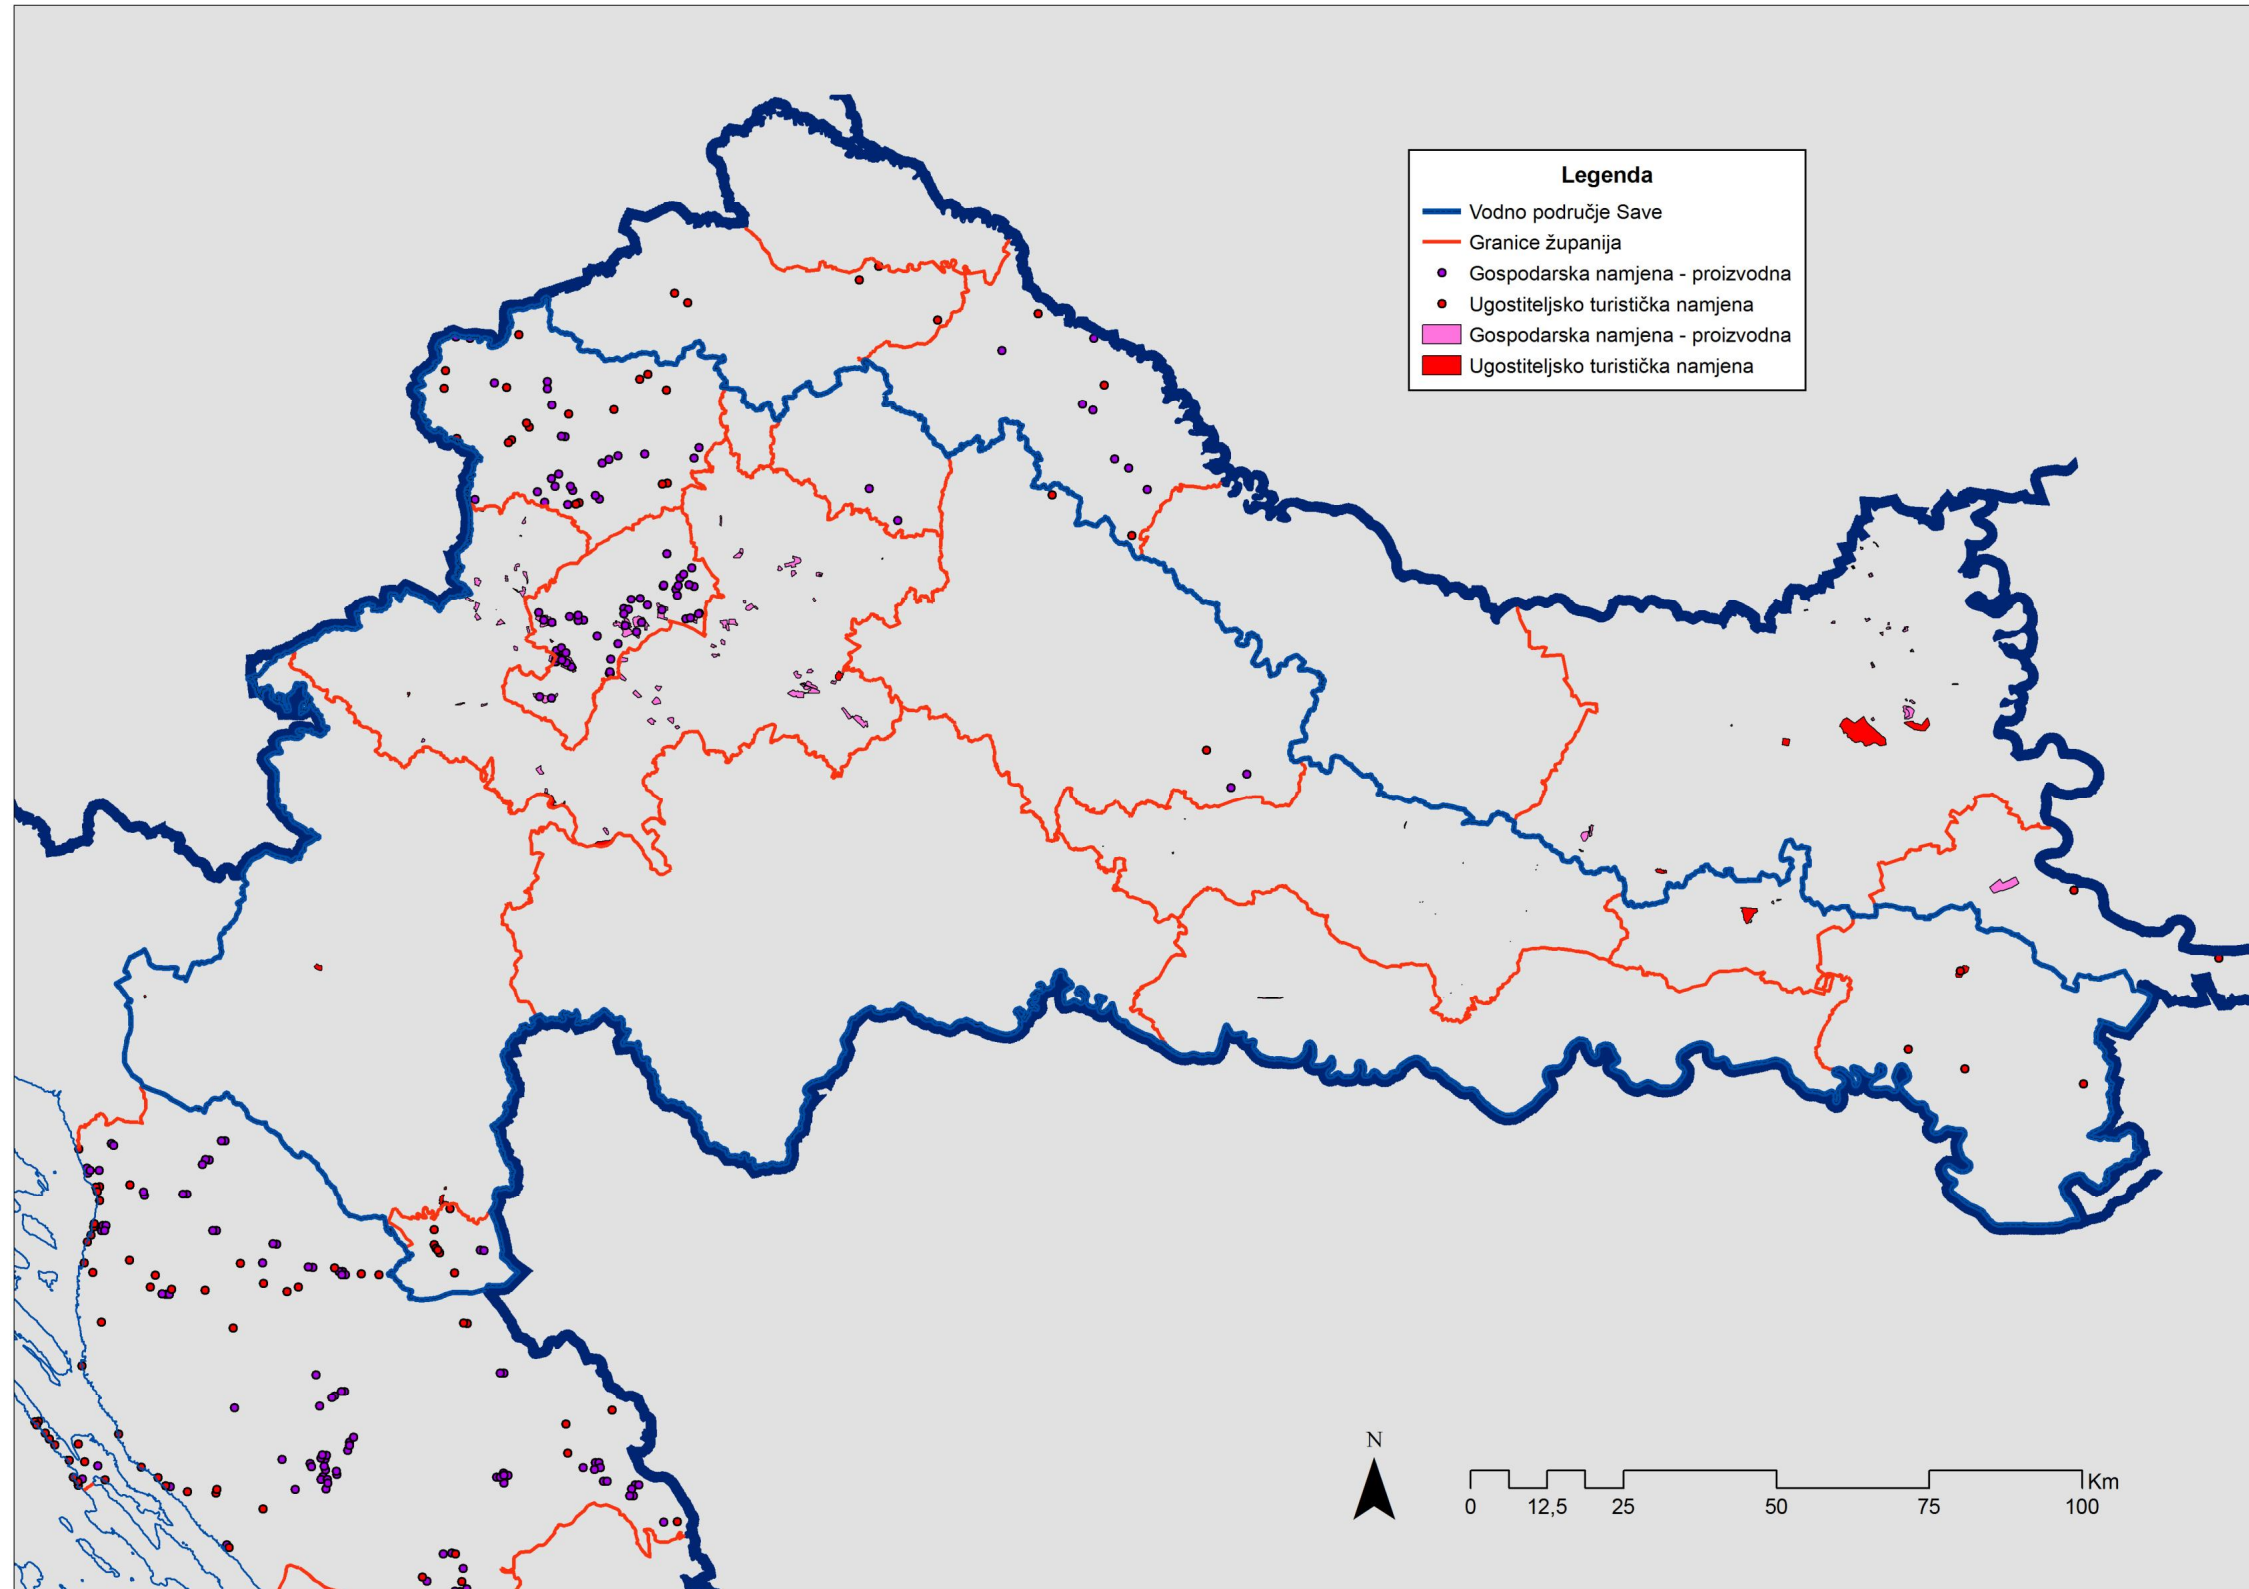 Legenda
Vodno područje Save
Granice županija
Gospodarska namjena - proizvodna
Ugostiteljsko turistička namjena
Gospodarska namjena - proizvodna
Ugostiteljsko turistička namjena
N
Km
0 12,5 25 50 75 100